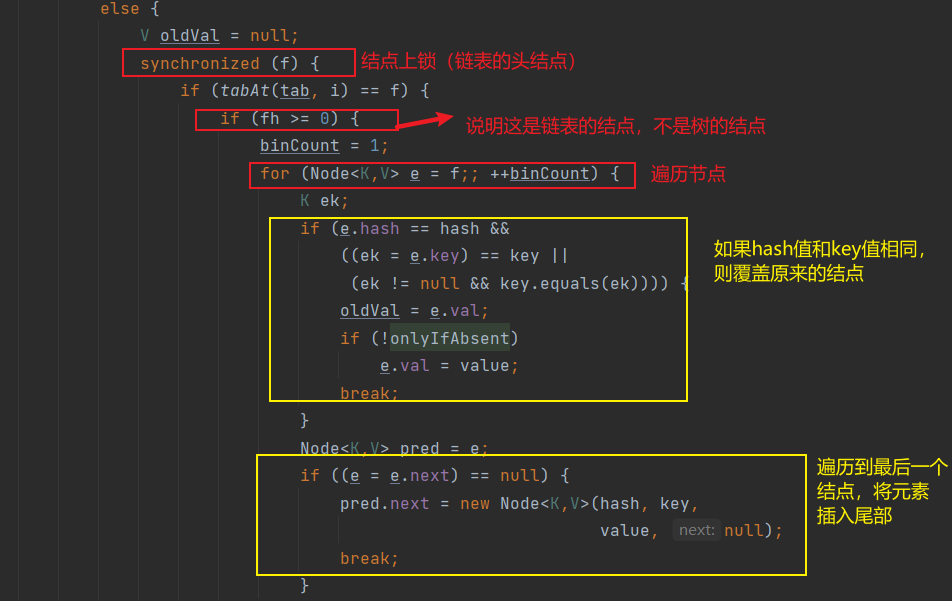 else {
V oldVal = null;
synchronized (f) { 结点上锁（链表的头结点）
if (tabAt(tab, i) == f) {
if (fh >= 0) { 说明这是链表的结点，不是树的结点
binCount = 1;
for (Node<K,V> e = f;; ++binCount) { 遍历节点
K ek;
if (e.hash == hash &&
((ek = e.key) == key ||
(ek != null && key.equals(ek)))) {
oldVal = e.val;
if (!onlyIfAbsent)
e.val = value;
break;
如果hash值和key值相同，
则覆盖原来的结点
}
Node<K,V> pred = e;
if ((e = e.next) == null) {
pred.next = new Node<K,V>(hash, key,
value, next: null);
break;
遍历到最后一个
结点，将元素
插入尾部
}